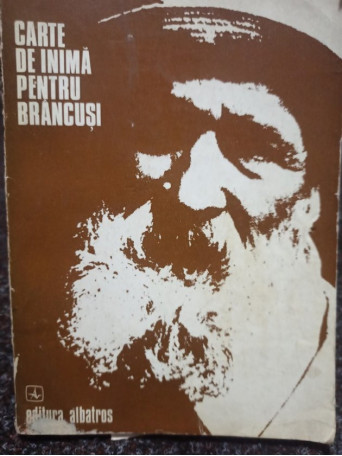 CARTE
DE INIMĂ
PENTRU
BRÂNCUȘI
editura albatros